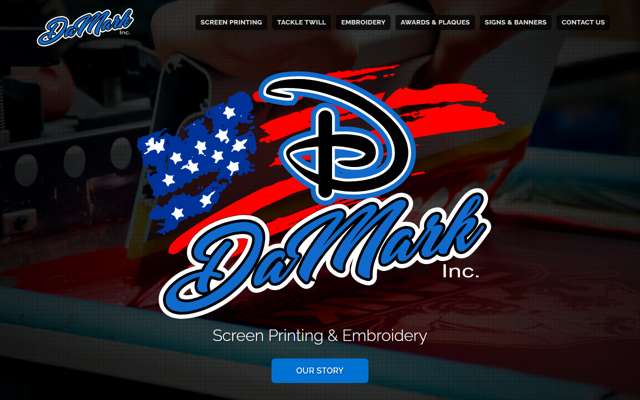 DaMark
Inc.
SCREEN PRINTING
TACKLE TWILL
EMBROIDERY
AWARDS & PLAQUES
SIGNS & BANNERS
CONTACT US
D
DaMark
Inc.
Screen Printing & Embroidery
OUR STORY